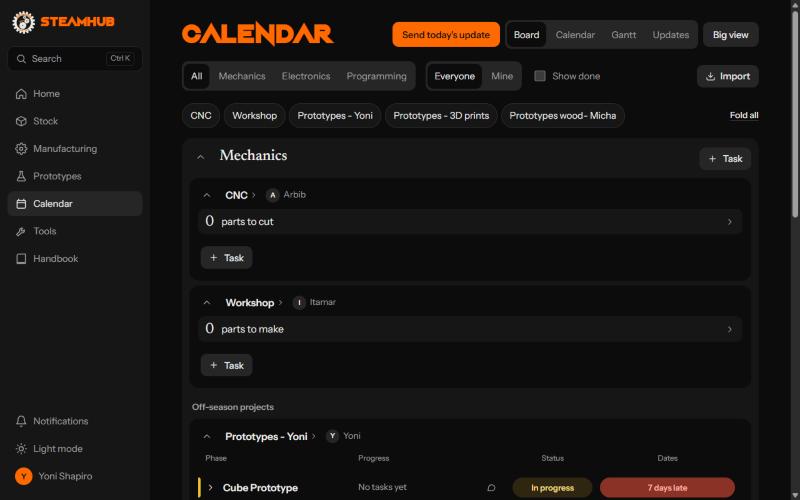 STEAMHUB
Search Ctrl K
Home
Stock
Manufacturing
Prototypes
Calendar
Tools
Handbook
Notifications
Light mode
Y Yoni Shapiro
CALENDAR
Send today's update Board Calendar Gantt Updates Big view
All Mechanics Electronics Programming Everyone Mine Show done Import
CNC Workshop Prototypes - Yoni Prototypes - 3D prints Prototypes wood- Micha Fold all
Mechanics + Task
CNC A Arbib
0 parts to cut
+ Task
Workshop I Itamar
0 parts to make
+ Task
Off-season projects
Prototypes - Yoni Y Yoni
Phase Progress Status Dates
Cube Prototype No tasks yet In progress 7 days late